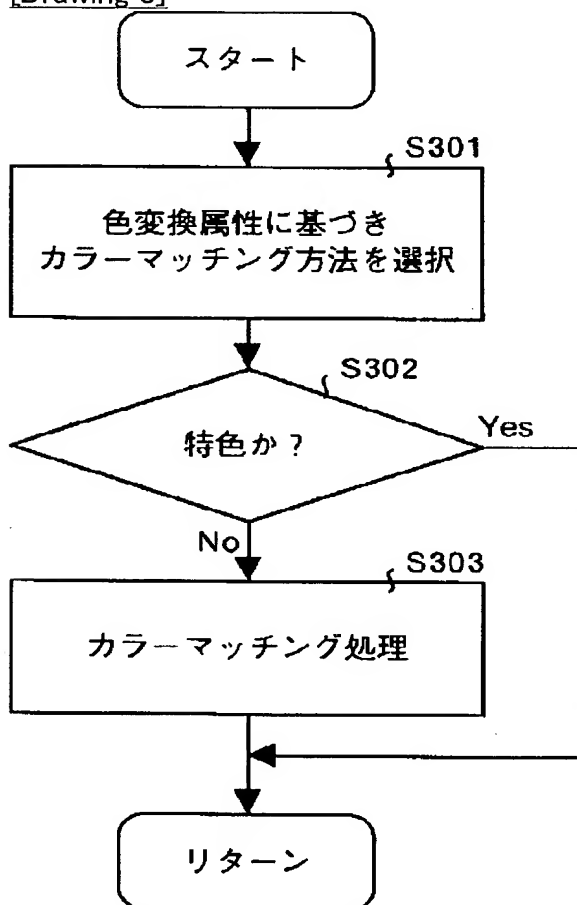 スタート
S301
色変換属性に基づき
カラーマッチング方法を選択
S302
特色か?
Yes
No
S303
カラーマッチング処理
リターン